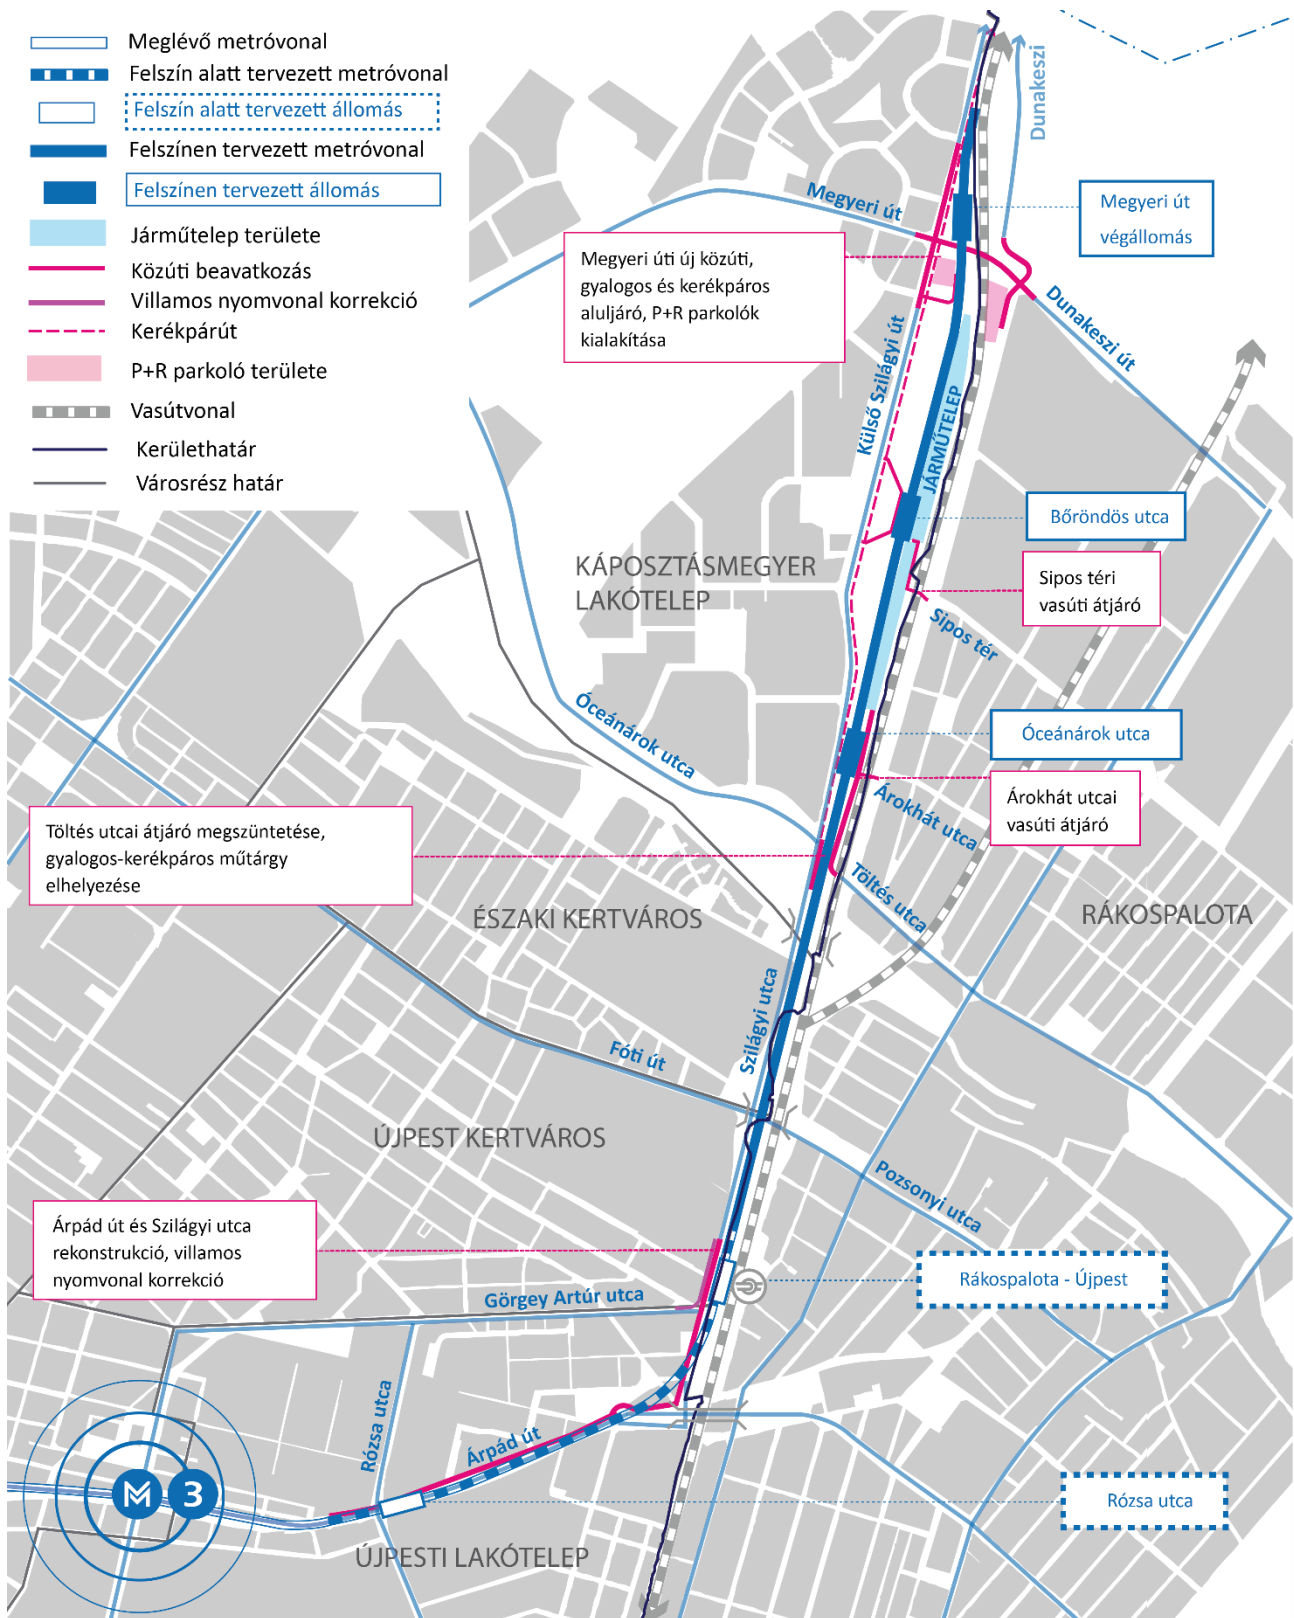 Meglévő metróvonal
Felszín alatt tervezett metróvonal
Felszín alatt tervezett állomás
Felszínen tervezett metróvonal
Felszínen tervezett állomás
Járműtelep területe
Közúti beavatkozás
Villamos nyomvonal korrekció
Kerékpárút
P+R parkoló területe
Vasútvonal
Kerülethatár
Városrész határ
Dunakeszi
Megyeri út
Megyeri út
végállomás
Megyeri úti új közúti,
gyalogos és kerékpáros
aluljáró, P+R parkolók
kialakítása
Dunakeszi út
Külső Szilágyi út
JÁRMŰTELEP
Bőröndös utca
KÁPOSZTÁSMEGYER
LAKÓTELEP
Sipos téri
vasúti átjáró
Sipos tér
Óceánárok utca
Óceánárok utca
Árokhát utcai
vasúti átjáró
Árokhát utca
Töltés utcai átjáró megszüntetése,
gyalogos-kerékpáros műtárgy
elhelyezése
Töltés utca
ÉSZAKI KERTVÁROS
RÁKOSPALOTA
Szilágyi utca
Fóti út
ÚJPEST KERTVÁROS
Pozsonyi utca
Árpád út és Szilágyi utca
rekonstrukció, villamos
nyomvonal korrekció
Rákospalota - Újpest
Görgey Artúr utca
Rózsa utca
Árpád út
M 3
Rózsa utca
ÚJPESTI LAKÓTELEP